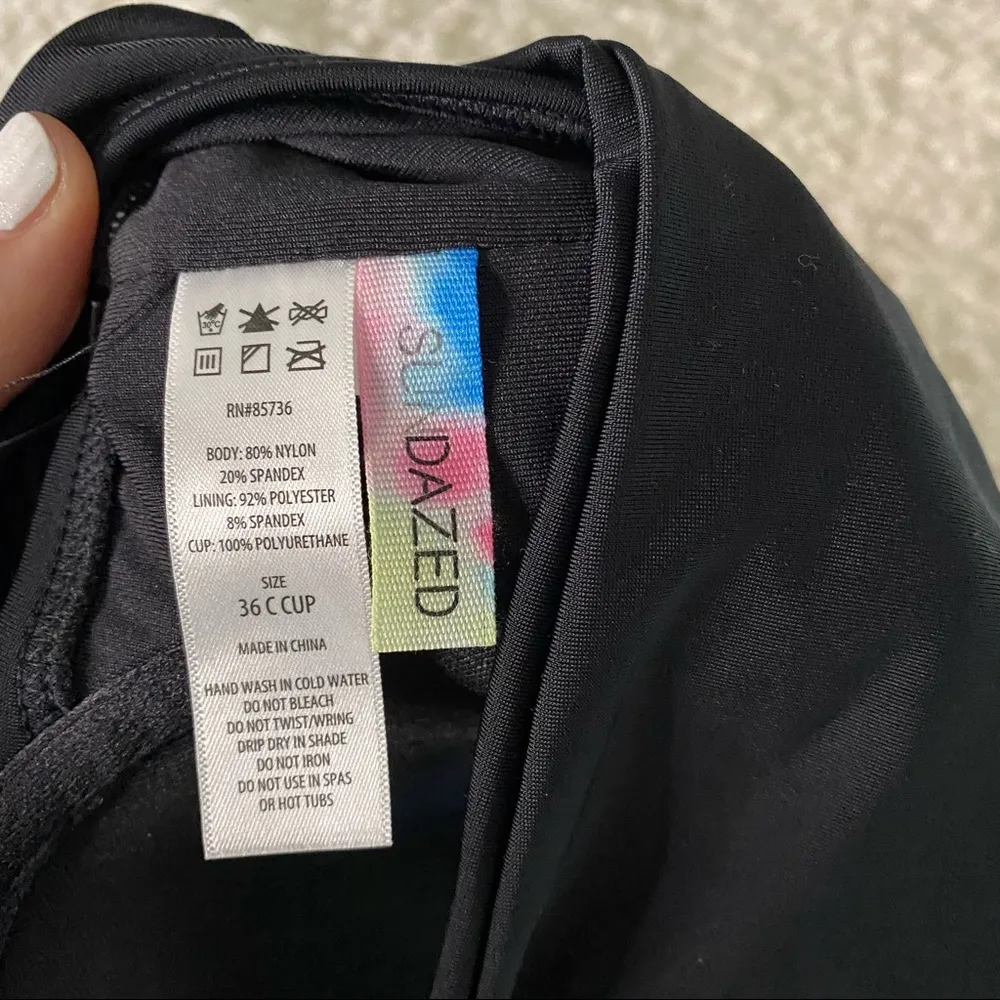 30°C
RN#85736
BODY: 80% NYLON
20% SPANDEX
LINING: 92% POLYESTER
8% SPANDEX
CUP: 100% POLYURETHANE
SIZE
36 C CUP
MADE IN CHINA
HAND WASH IN COLD WATER
DO NOT BLEACH
DO NOT TWIST/WRING
DRIP DRY IN SHADE
DO NOT IRON
DO NOT USE IN SPAS
OR HOT TUBS
SUNDAZED